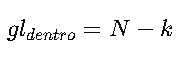 gl_{dentro} = N - k